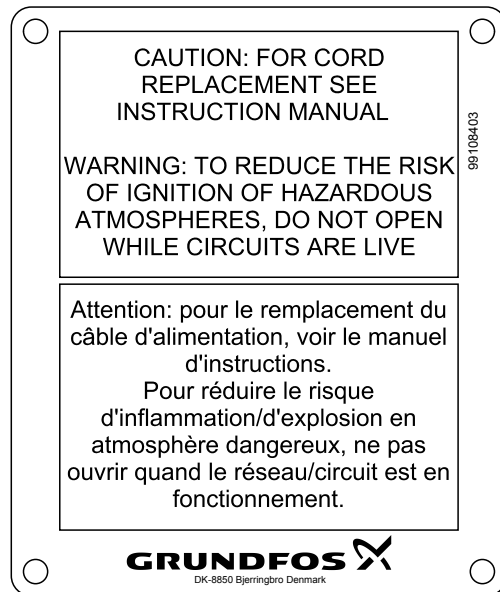 CAUTION: FOR CORD
REPLACEMENT SEE
INSTRUCTION MANUAL
WARNING: TO REDUCE THE RISK
OF IGNITION OF HAZARDOUS
ATMOSPHERES, DO NOT OPEN
WHILE CIRCUITS ARE LIVE
99108403
Attention: pour le remplacement du
câble d'alimentation, voir le manuel
d'instructions.
Pour réduire le risque
d'inflammation/d'explosion en
atmosphère dangereux, ne pas
ouvrir quand le réseau/circuit est en
fonctionnement.
GRUNDFOS
DK-8850 Bjerringbro Denmark